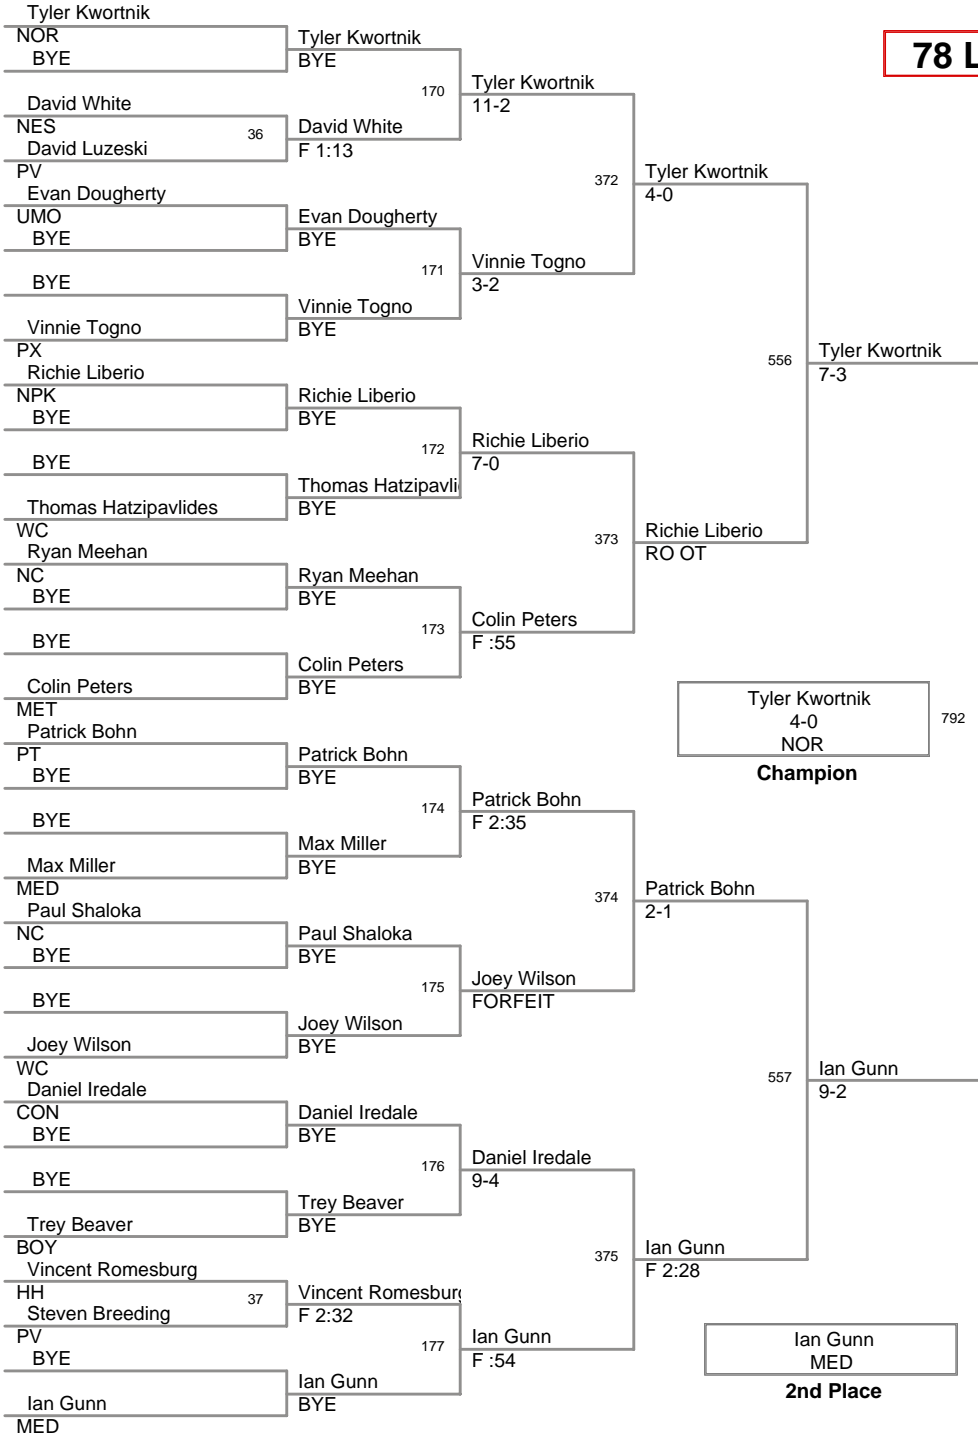 Tyler Kwortnik
NOR
BYE
David White
NES
36
David Luzeski
PV
Evan Dougherty
UMO
BYE
BYE
Vinnie Togno
PX
Richie Liberio
NPK
BYE
BYE
Thomas Hatzipavlides
WC
Ryan Meehan
NC
BYE
BYE
Colin Peters
MET
Patrick Bohn
PT
BYE
BYE
Max Miller
MED
Paul Shaloka
NC
BYE
BYE
Joey Wilson
WC
Daniel Iredale
CON
BYE
BYE
Trey Beaver
BOY
Vincent Romesburg
HH
37
Steven Breeding
PV
BYE
Ian Gunn
MED
Tyler Kwortnik
BYE
170
David White
F 1:13
Evan Dougherty
BYE
171
Vinnie Togno
BYE
Richie Liberio
BYE
172
Thomas Hatzipavli
BYE
Ryan Meehan
BYE
173
Colin Peters
BYE
Patrick Bohn
BYE
174
Max Miller
BYE
Paul Shaloka
BYE
175
Joey Wilson
BYE
Daniel Iredale
BYE
176
Trey Beaver
BYE
Vincent Romesburg
F 2:32
177
Ian Gunn
BYE
Tyler Kwortnik
11-2
372
Vinnie Togno
3-2
Richie Liberio
7-0
373
Colin Peters
F :55
Patrick Bohn
F 2:35
374
Joey Wilson
FORFEIT
Daniel Iredale
9-4
375
Ian Gunn
F :54
Tyler Kwortnik
4-0
556
Richie Liberio
RO OT
Patrick Bohn
2-1
557
Ian Gunn
F 2:28
78 L
Tyler Kwortnik
7-3
Tyler Kwortnik
4-0
NOR
792
Champion
Ian Gunn
9-2
Ian Gunn
MED
2nd Place